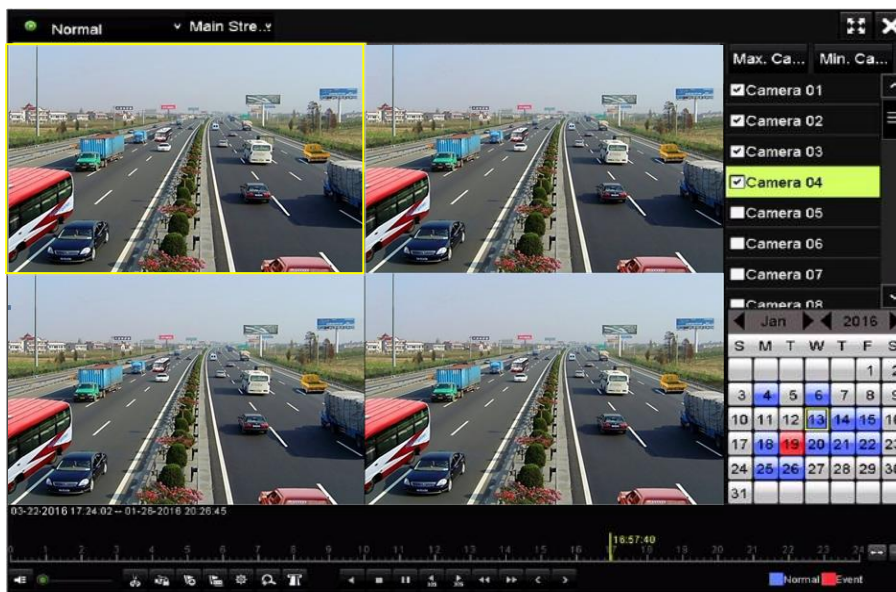 Normal Main Stre..
Max. Ca... Min. Ca...
Camera 01
Camera 02
Camera 03
Camera 04
Camera 05
Camera 06
Camera 07
Camera 08
Jan 2016
S M T W T F S
1 2
3 4 5 6 7 8 9
10 11 12 13 14 15 16
17 18 19 20 21 22 23
24 25 26 27 28 29 30
31
03-22-2016 17:24:02 -- 01-26-2016 20:26:45
16:57:40
0 1 2 3 4 5 6 7 8 9 10 11 12 13 14 15 16 17 18 19 20 21 22 23 24
Normal Event